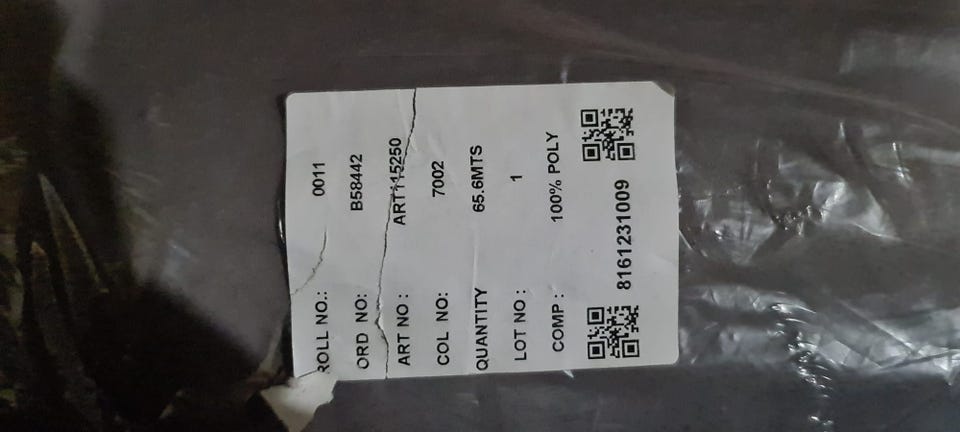 ROLL NO.: 0011
ORD NO: B58442
ART NO : ART115250
COL NO: 7002
QUANTITY 65.6MTS
LOT NO : 1
COMP : 100% POLY
8161231009